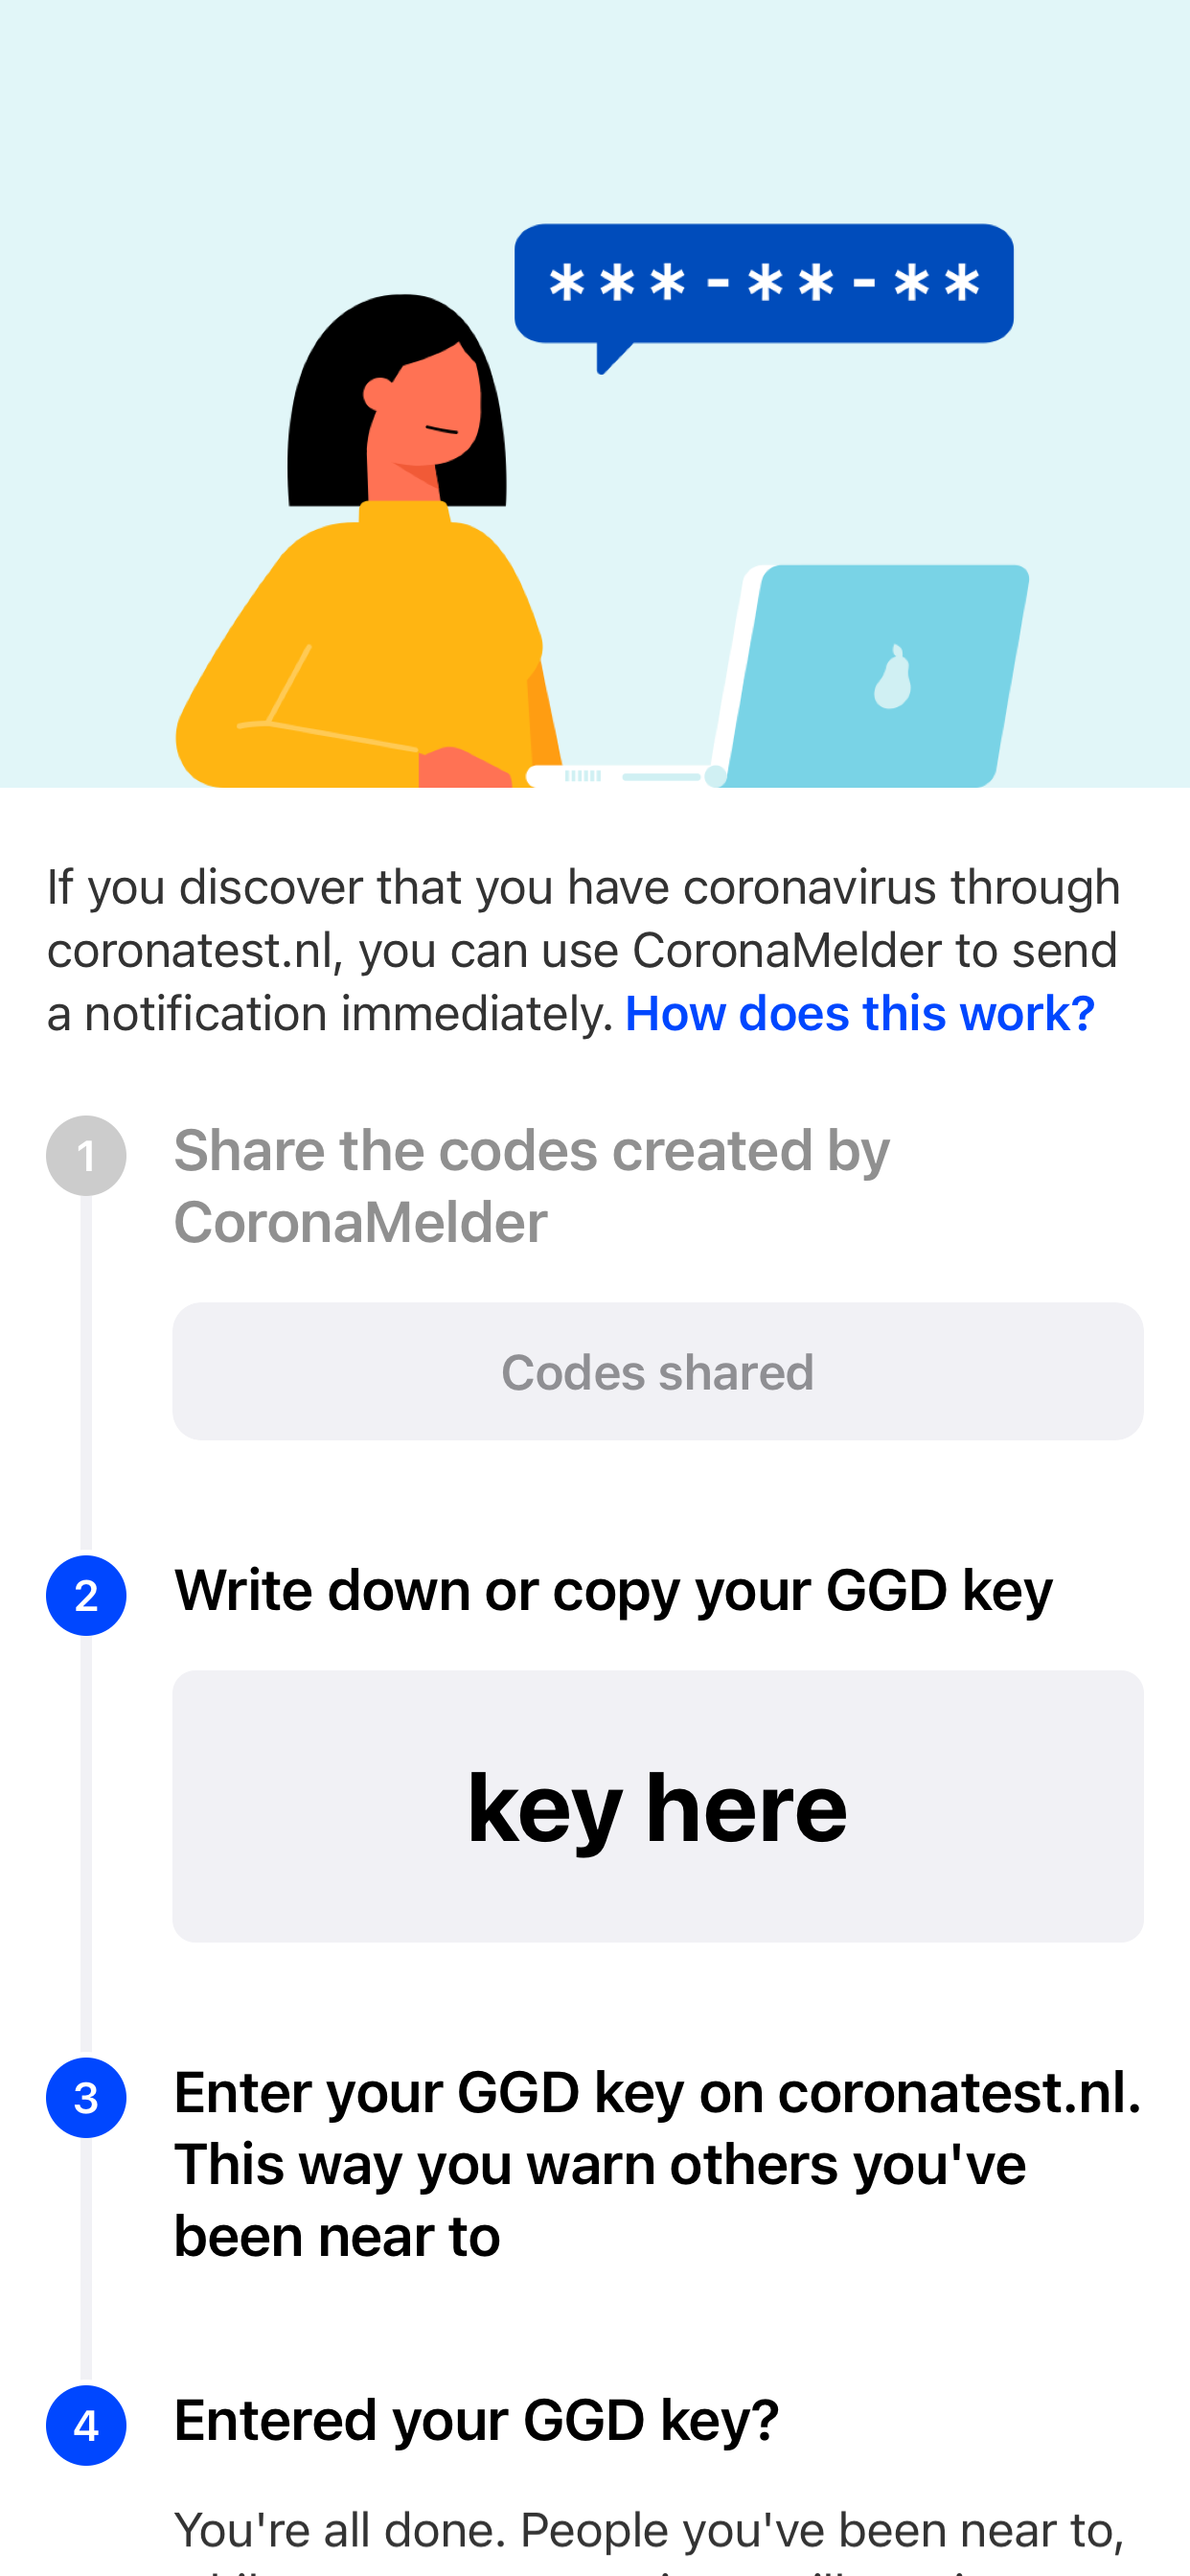 ***-**-**
If you discover that you have coronavirus through
coronatest.nl, you can use CoronaMelder to send
a notification immediately. How does this work?
1
Share the codes created by
CoronaMelder
Codes shared
2
Write down or copy your GGD key
key here
3
Enter your GGD key on coronatest.nl.
This way you warn others you've
been near to
4
Entered your GGD key?
You're all done. People you've been near to,